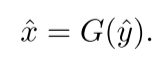 x̂ = G(ŷ).